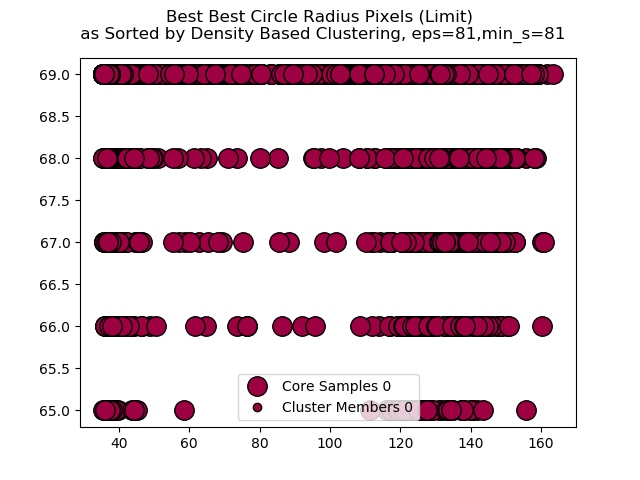 Best Best Circle Radius Pixels (Limit)
as Sorted by Density Based Clustering, eps=81,min_s=81
69.0
68.5
68.0
67.5
67.0
66.5
66.0
65.5
65.0
Core Samples 0
Cluster Members 0
40 60 80 100 120 140 160